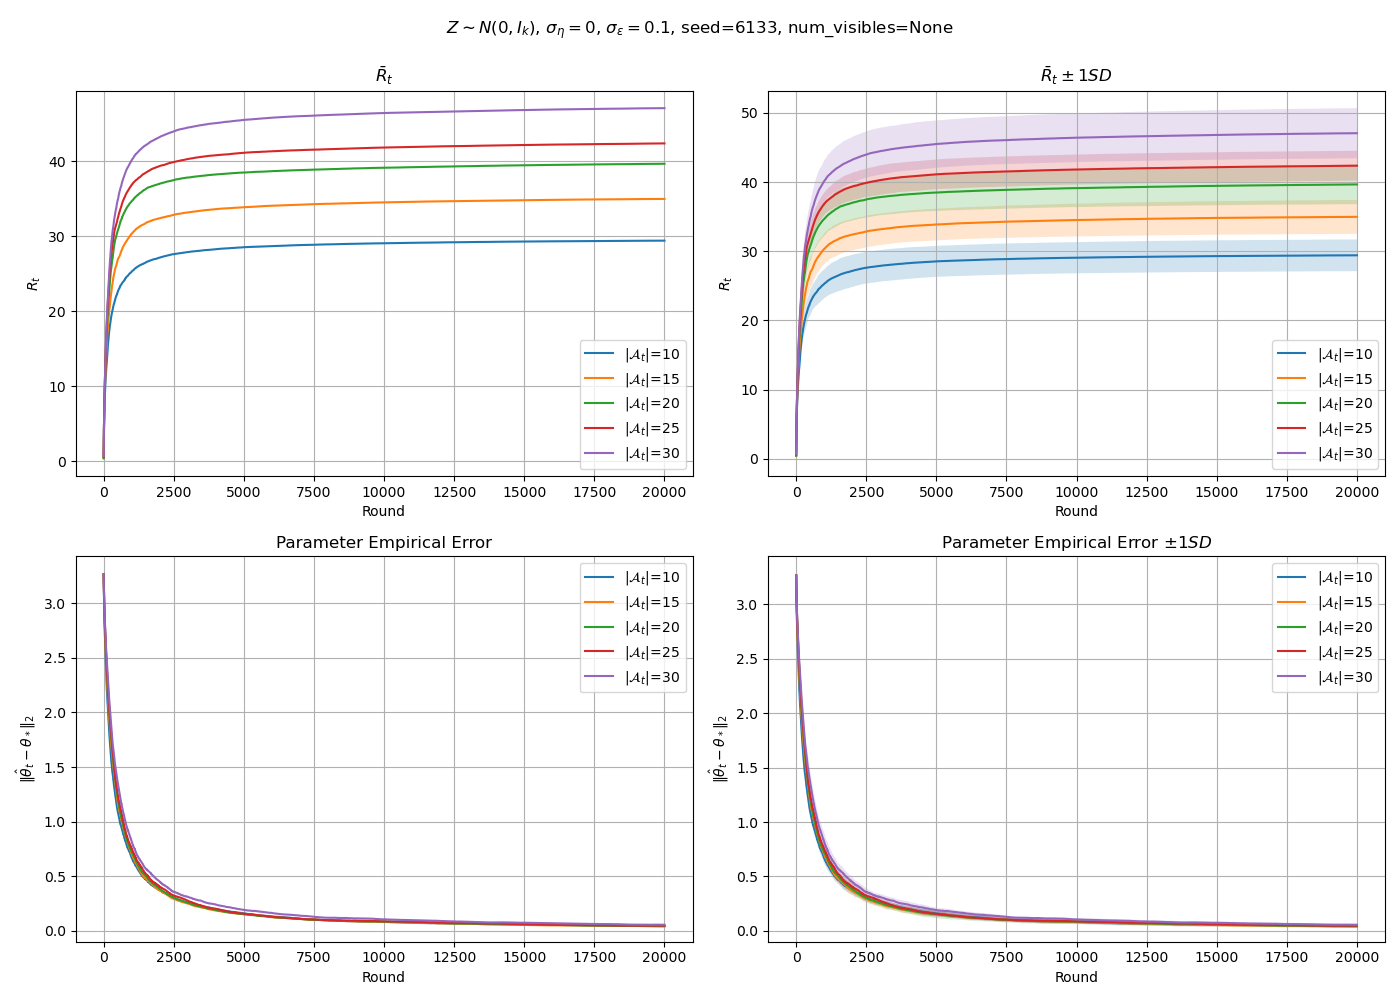 Z ∼ N(0, I_k), σ_η = 0, σ_ε = 0.1, seed=6133, num_visibles=None
R̄_t
R_t
40
30
20
10
0
|𝒜_t|=10
|𝒜_t|=15
|𝒜_t|=20
|𝒜_t|=25
|𝒜_t|=30
0 2500 5000 7500 10000 12500 15000 17500 20000
Round
R̄_t ± 1SD
R_t
50
40
30
20
10
0
|𝒜_t|=10
|𝒜_t|=15
|𝒜_t|=20
|𝒜_t|=25
|𝒜_t|=30
0 2500 5000 7500 10000 12500 15000 17500 20000
Round
Parameter Empirical Error
‖θ̂_t − θ_*‖_2
3.0
2.5
2.0
1.5
1.0
0.5
0.0
|𝒜_t|=10
|𝒜_t|=15
|𝒜_t|=20
|𝒜_t|=25
|𝒜_t|=30
0 2500 5000 7500 10000 12500 15000 17500 20000
Round
Parameter Empirical Error ±1SD
‖θ̂_t − θ_*‖_2
3.0
2.5
2.0
1.5
1.0
0.5
0.0
|𝒜_t|=10
|𝒜_t|=15
|𝒜_t|=20
|𝒜_t|=25
|𝒜_t|=30
0 2500 5000 7500 10000 12500 15000 17500 20000
Round